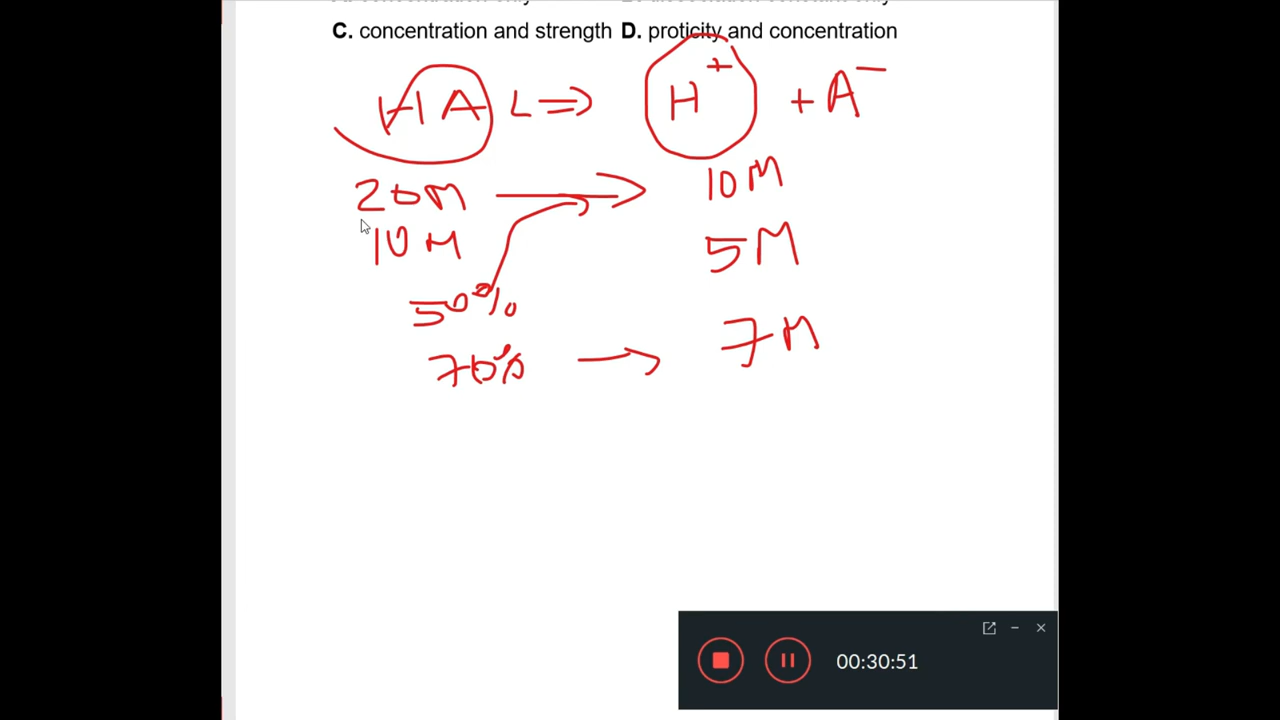 C. concentration and strength D. proticity and concentration
HA ⇌ H⁺ + A⁻
20M → 10M
10M 5M
50%
70% → 7M
00:30:51